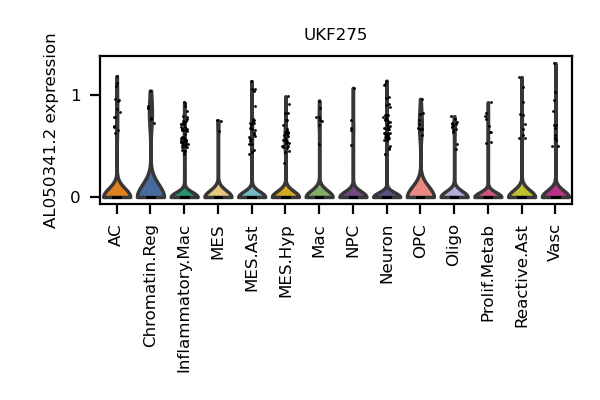 UKF275
AL050341.2 expression
1
0
AC
Chromatin.Reg
Inflammatory.Mac
MES
MES.Ast
MES.Hyp
Mac
NPC
Neuron
OPC
Oligo
Prolif.Metab
Reactive.Ast
Vasc